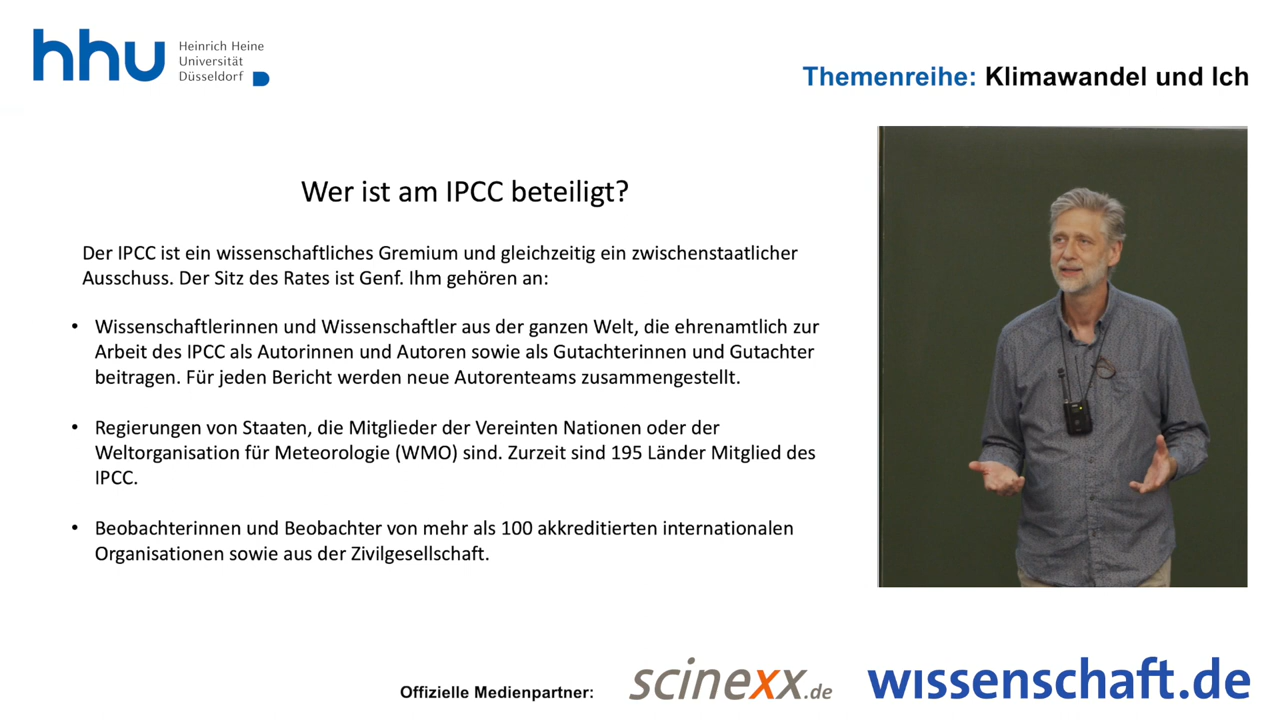 hhu Heinrich Heine
Universität
Düsseldorf
Themenreihe: Klimawandel und Ich
Wer ist am IPCC beteiligt?
Der IPCC ist ein wissenschaftliches Gremium und gleichzeitig ein zwischenstaatlicher
Ausschuss. Der Sitz des Rates ist Genf. Ihm gehören an:
• Wissenschaftlerinnen und Wissenschaftler aus der ganzen Welt, die ehrenamtlich zur
Arbeit des IPCC als Autorinnen und Autoren sowie als Gutachterinnen und Gutachter
beitragen. Für jeden Bericht werden neue Autorenteams zusammengestellt.
• Regierungen von Staaten, die Mitglieder der Vereinten Nationen oder der
Weltorganisation für Meteorologie (WMO) sind. Zurzeit sind 195 Länder Mitglied des
IPCC.
• Beobachterinnen und Beobachter von mehr als 100 akkreditierten internationalen
Organisationen sowie aus der Zivilgesellschaft.
Offizielle Medienpartner: scinexx.de wissenschaft.de